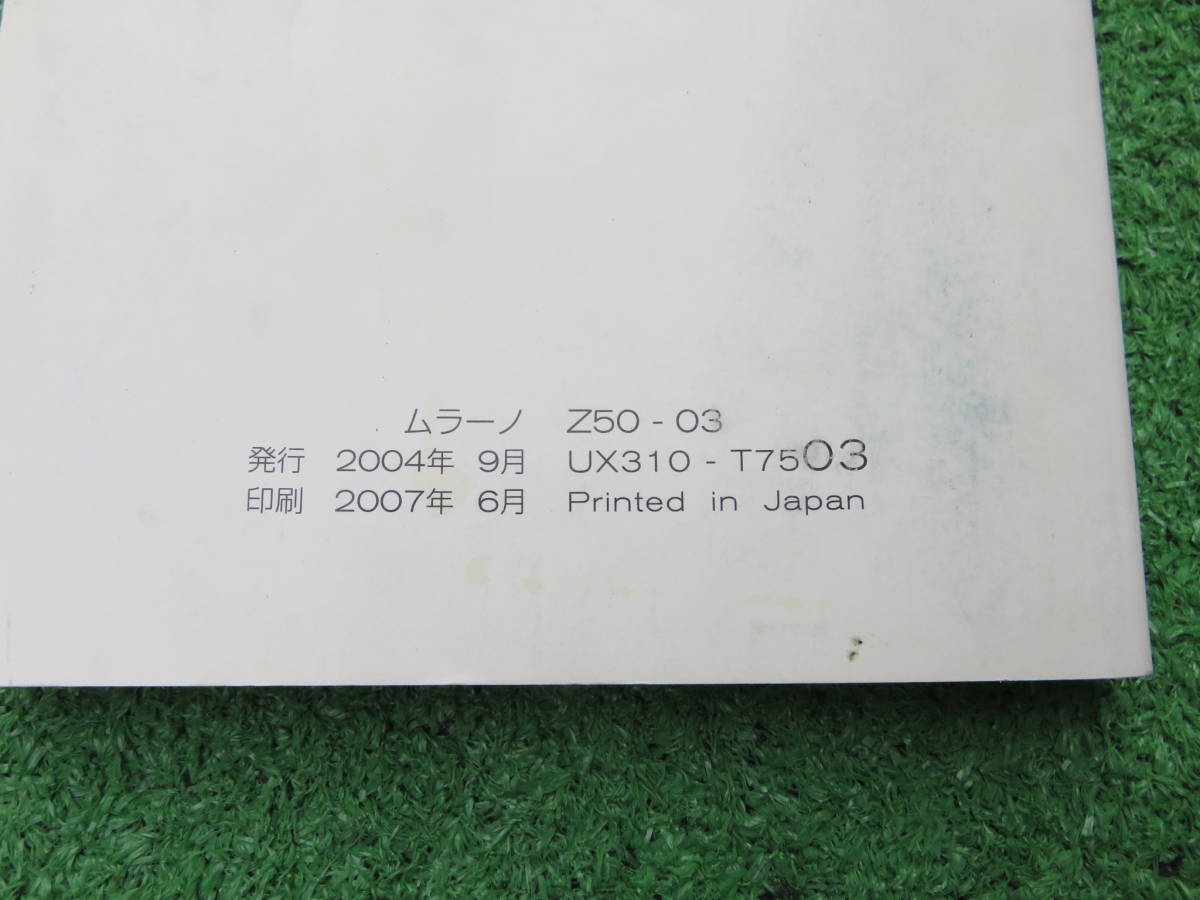 ムラーノ Z50 - 03
発行 2004年 9月 UX310 - T7503
印刷 2007年 6月 Printed in Japan